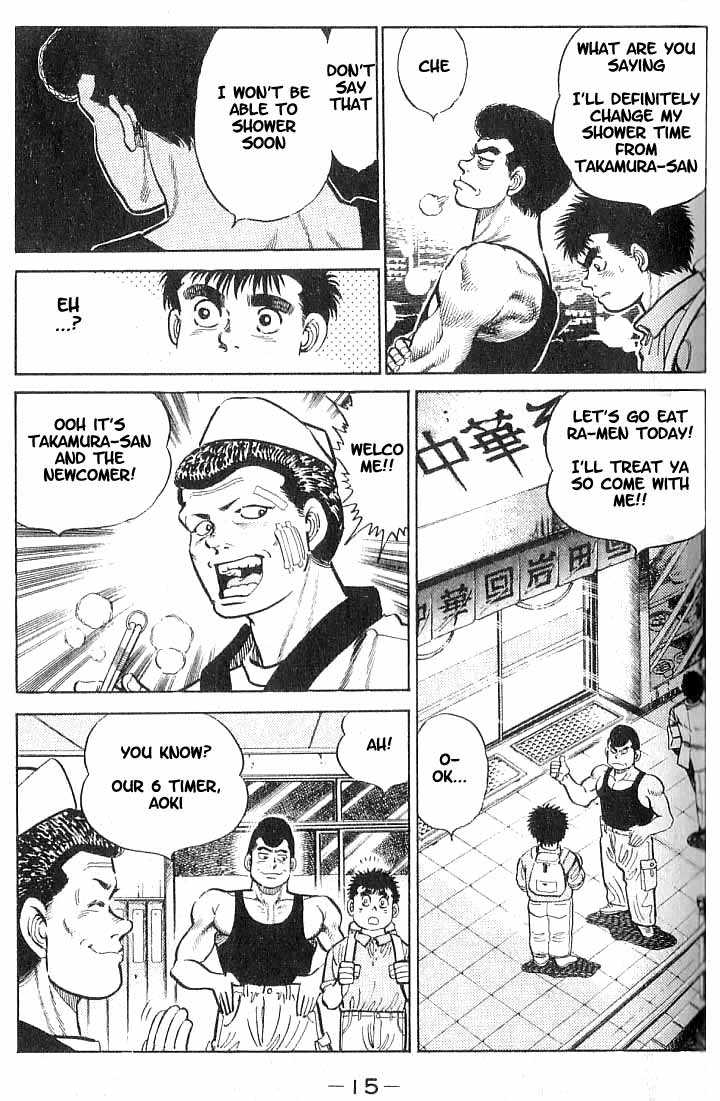 WHAT ARE YOU
SAYING
I'LL DEFINITELY
CHANGE MY
SHOWER TIME
FROM
TAKAMURA-SAN
CHE
DON'T
SAY
THAT
I WON'T BE
ABLE TO
SHOWER
SOON
EH
...?
中華
LET'S GO EAT
RA-MEN TODAY!
I'LL TREAT YA
SO COME WITH
ME!!
中華回岩田回
O-
OK...
WELCO
ME!!
OOH IT'S
TAKAMURA-SAN
AND THE
NEWCOMER!
AH!
YOU KNOW?
OUR 6 TIMER,
AOKI
-15-